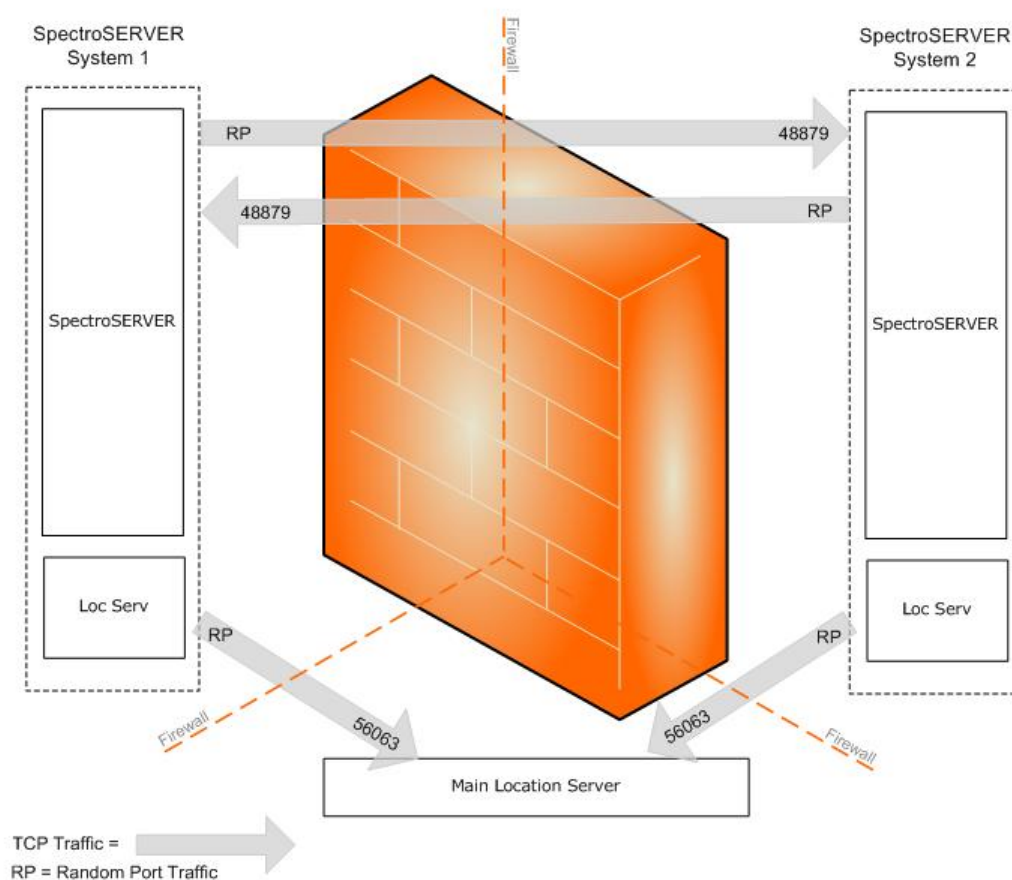 SpectroSERVER
System 1
SpectroSERVER
System 2
Firewall
RP
48879
48879
RP
SpectroSERVER
SpectroSERVER
Loc Serv
Loc Serv
RP
RP
56063
56063
Firewall
Firewall
Main Location Server
TCP Traffic =
RP = Random Port Traffic